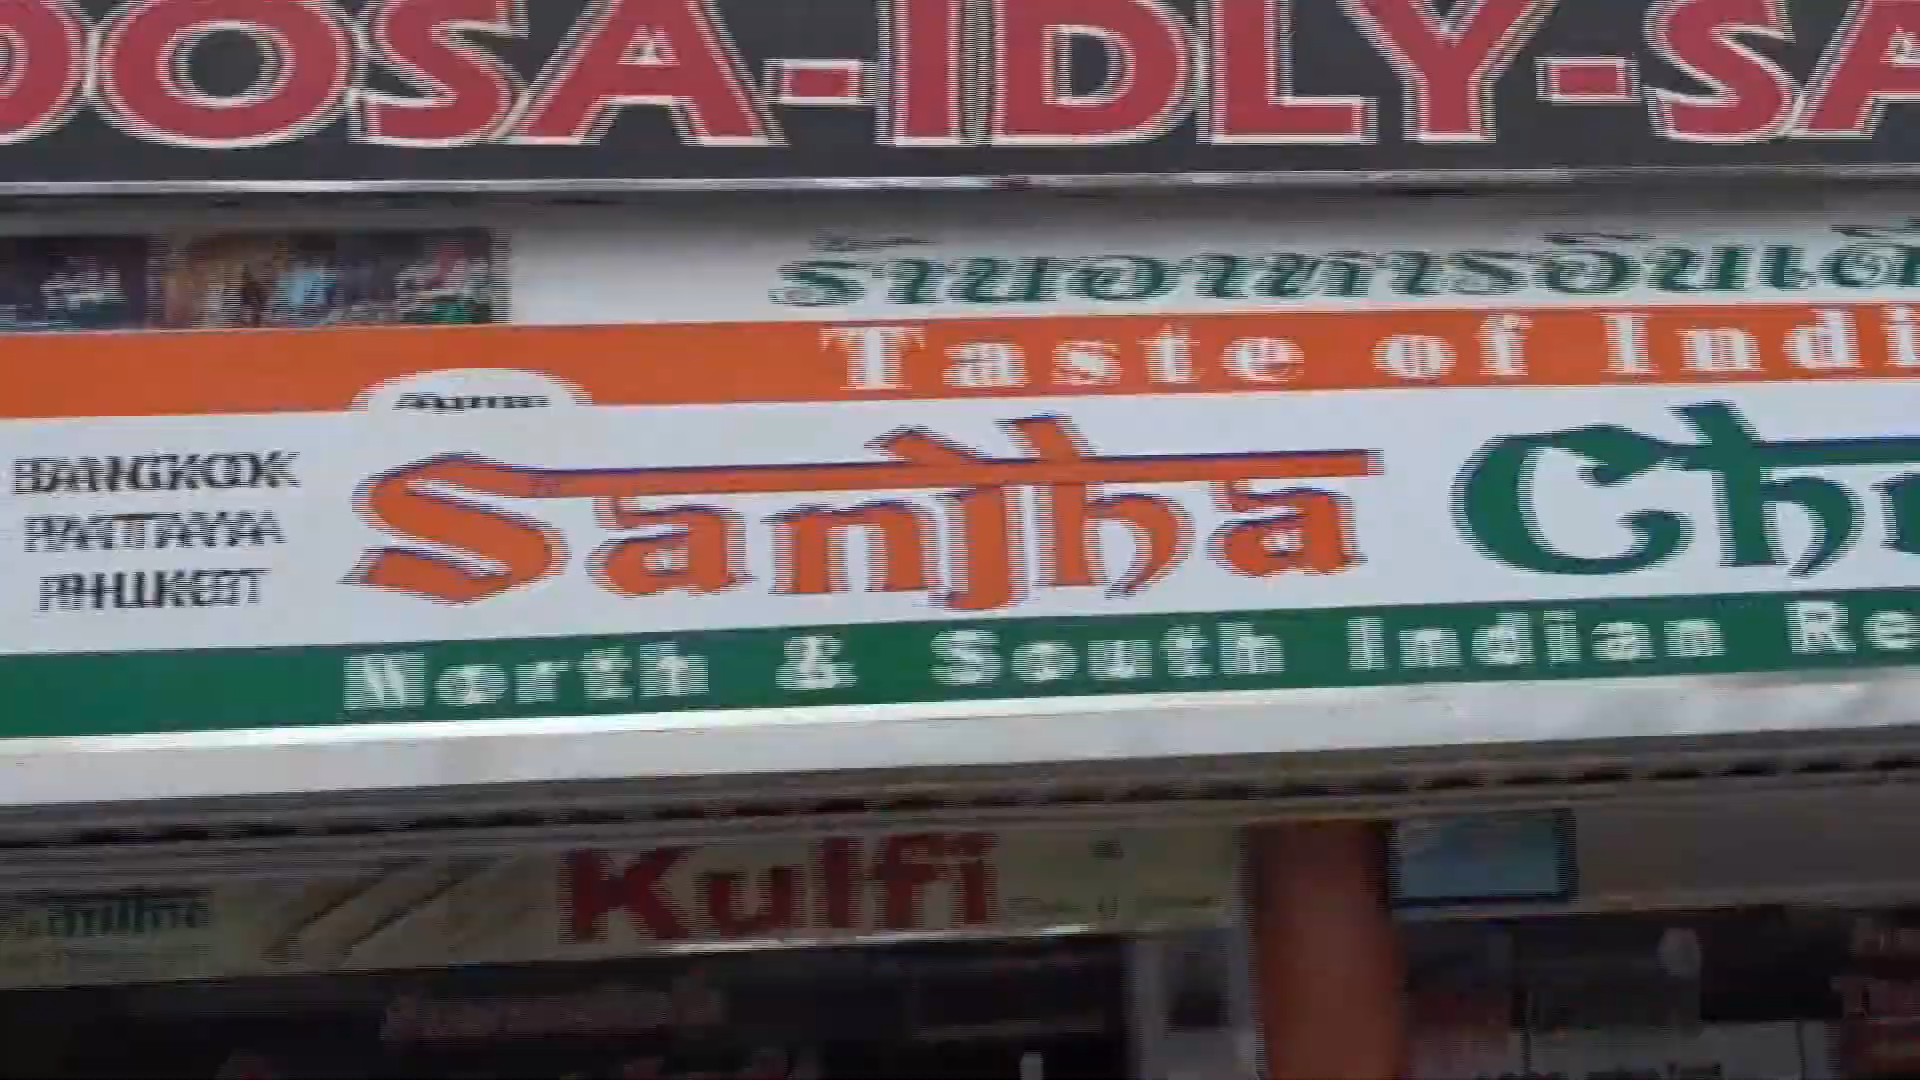 DOSA-IDLY-SA
ร้านอาหารอินเดี
Taste of Indi
BANGKOK
PATTAYA
PHUKET
Sanjha Ch
North & South Indian Re
Kulfi